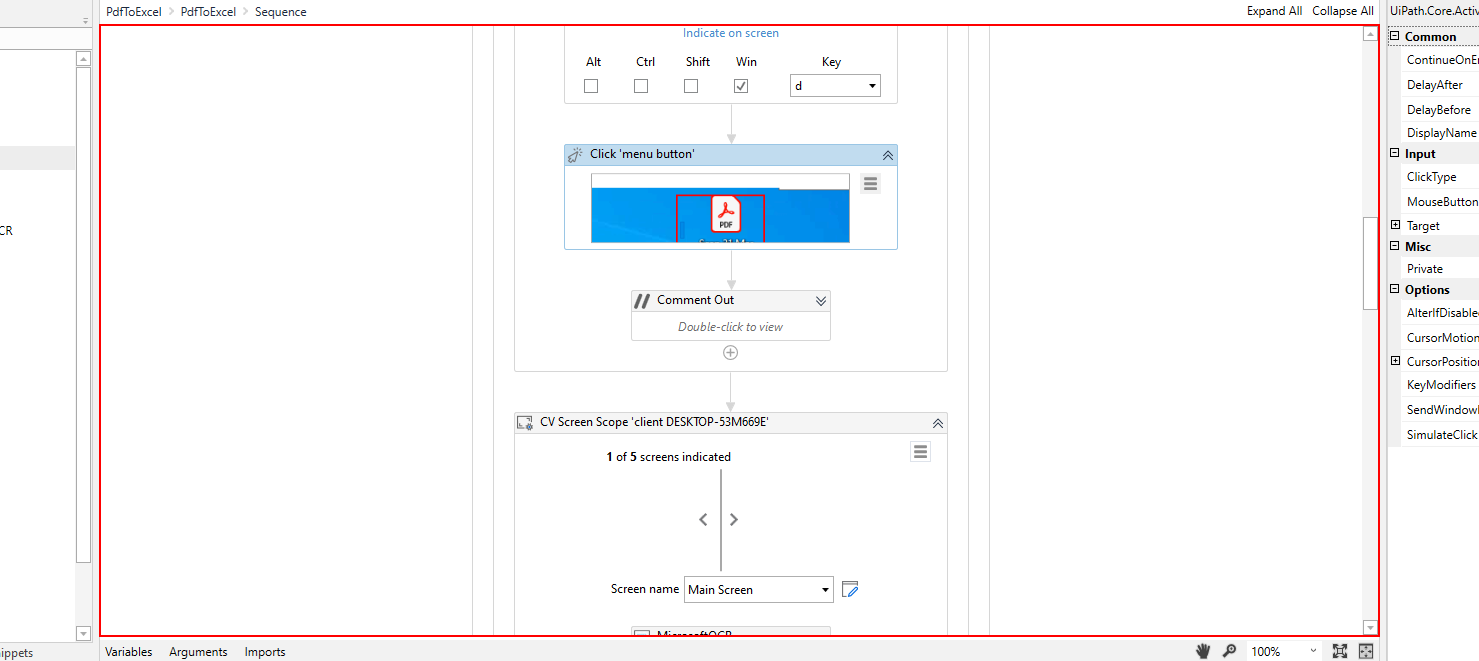 PdfToExcel PdfToExcel Sequence
Expand All Collapse All
Indicate on screen
Alt Ctrl Shift Win Key
d
Click 'menu button'
PDF
Comment Out
Double-click to view
CV Screen Scope 'client DESKTOP-53M669E'
1 of 5 screens indicated
Screen name Main Screen
MicrosoftOCR
Variables Arguments Imports
100%
CR
ippets
UiPath.Core.Activ
Common
ContinueOnEr
DelayAfter
DelayBefore
DisplayName
Input
ClickType
MouseButton
Target
Misc
Private
Options
AlterIfDisable
CursorMotion
CursorPosition
KeyModifiers
SendWindowM
SimulateClick